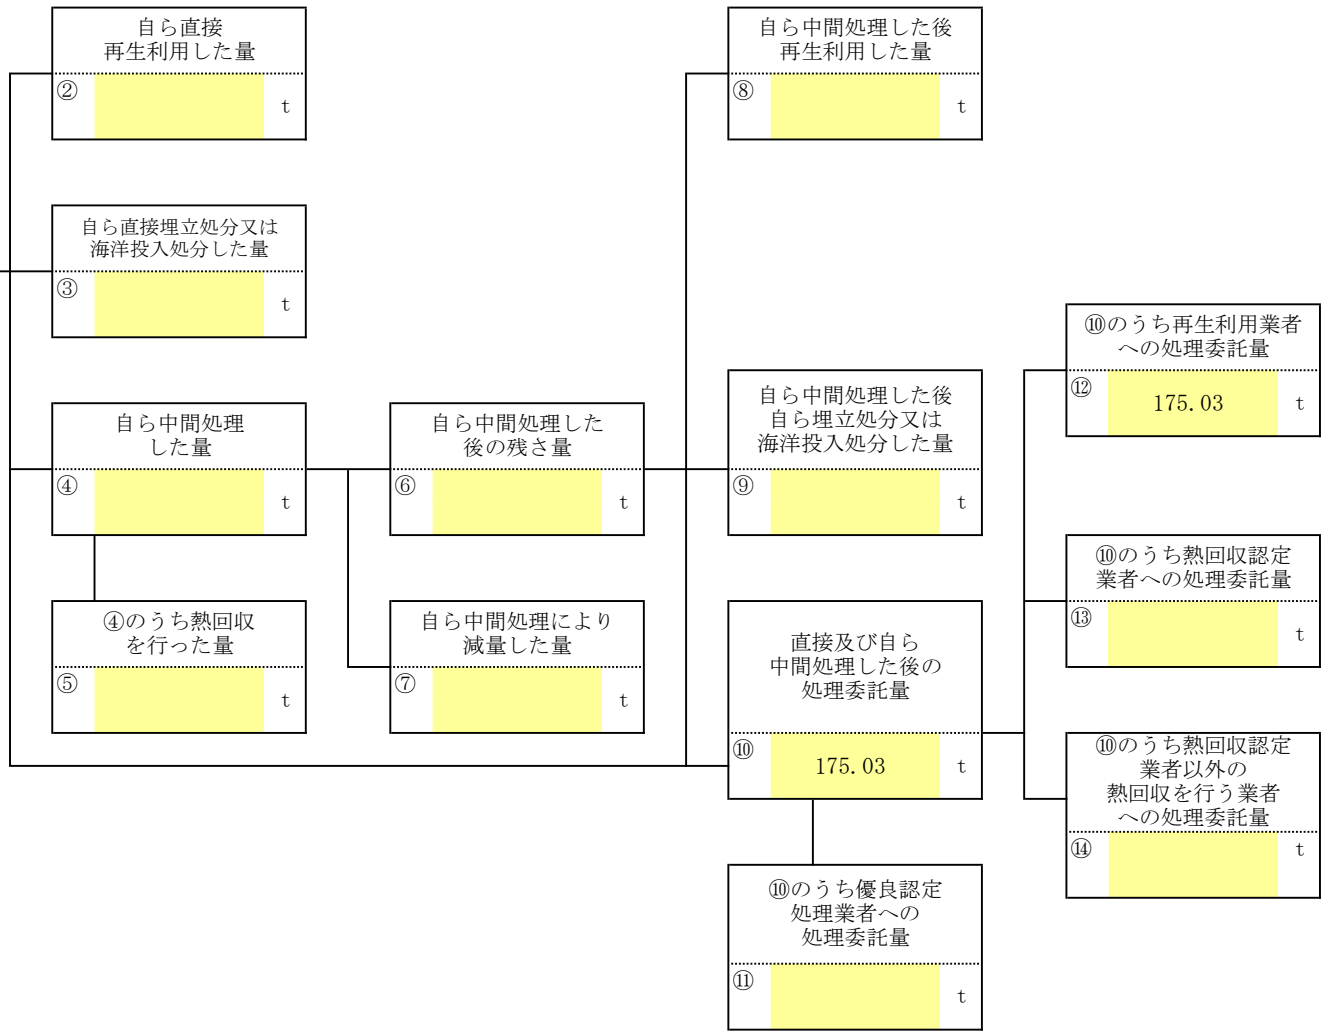 自ら直接
再生利用した量
②
t
自ら中間処理した後
再生利用した量
⑧
t
自ら直接埋立処分又は
海洋投入処分した量
③
t
⑩のうち再生利用業者
への処理委託量
⑫
175.03
t
自ら中間処理
した量
④
t
自ら中間処理した
後の残さ量
⑥
t
自ら中間処理した後
自ら埋立処分又は
海洋投入処分した量
⑨
t
⑩のうち熱回収認定
業者への処理委託量
⑬
t
④のうち熱回収
を行った量
⑤
t
自ら中間処理により
減量した量
⑦
t
直接及び自ら
中間処理した後の
処理委託量
⑩
175.03
t
⑩のうち熱回収認定
業者以外の
熱回収を行う業者
への処理委託量
⑭
t
⑩のうち優良認定
処理業者への
処理委託量
⑪
t